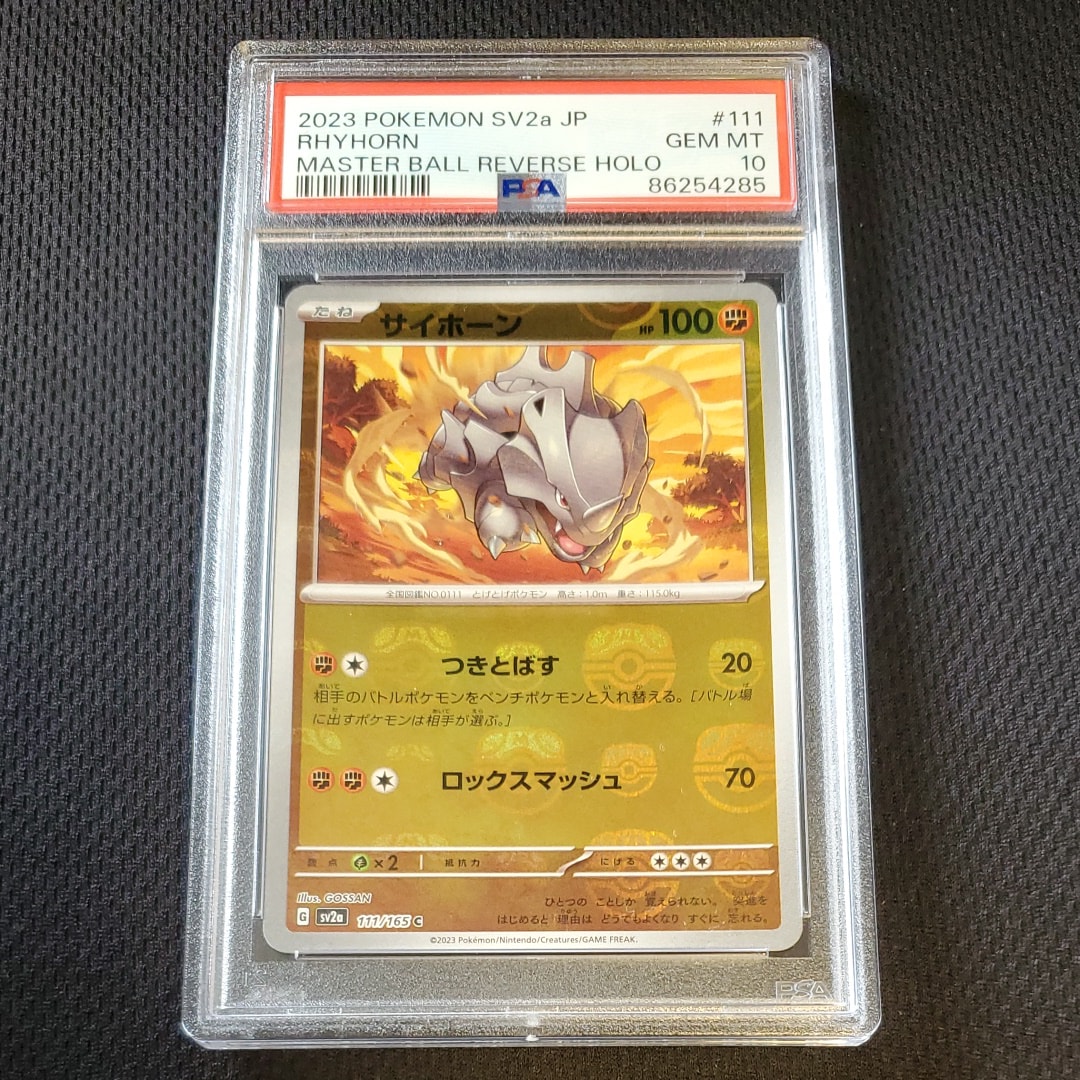 2023 POKEMON SV2a JP #111
RHYHORN GEM MT
MASTER BALL REVERSE HOLO 10
PSA 86254285
たね サイホーン HP 100
全国図鑑NO.0111 とげとげポケモン 高さ:1.0m 重さ:115.0kg
つきとばす 20
相手のバトルポケモンをベンチポケモンと入れ替える。[バトル場
に出すポケモンは相手が選ぶ。]
ロックスマッシュ 70
弱点 ×2 抵抗力 にげる
Illus. GOSSAN
ひとつの ことしか 覚えられない。 突進を
はじめると 理由は どうでもよくなり すぐに 忘れる。
G sv2a 111/165 C
©2023 Pokémon/Nintendo/Creatures/GAME FREAK.
PSA